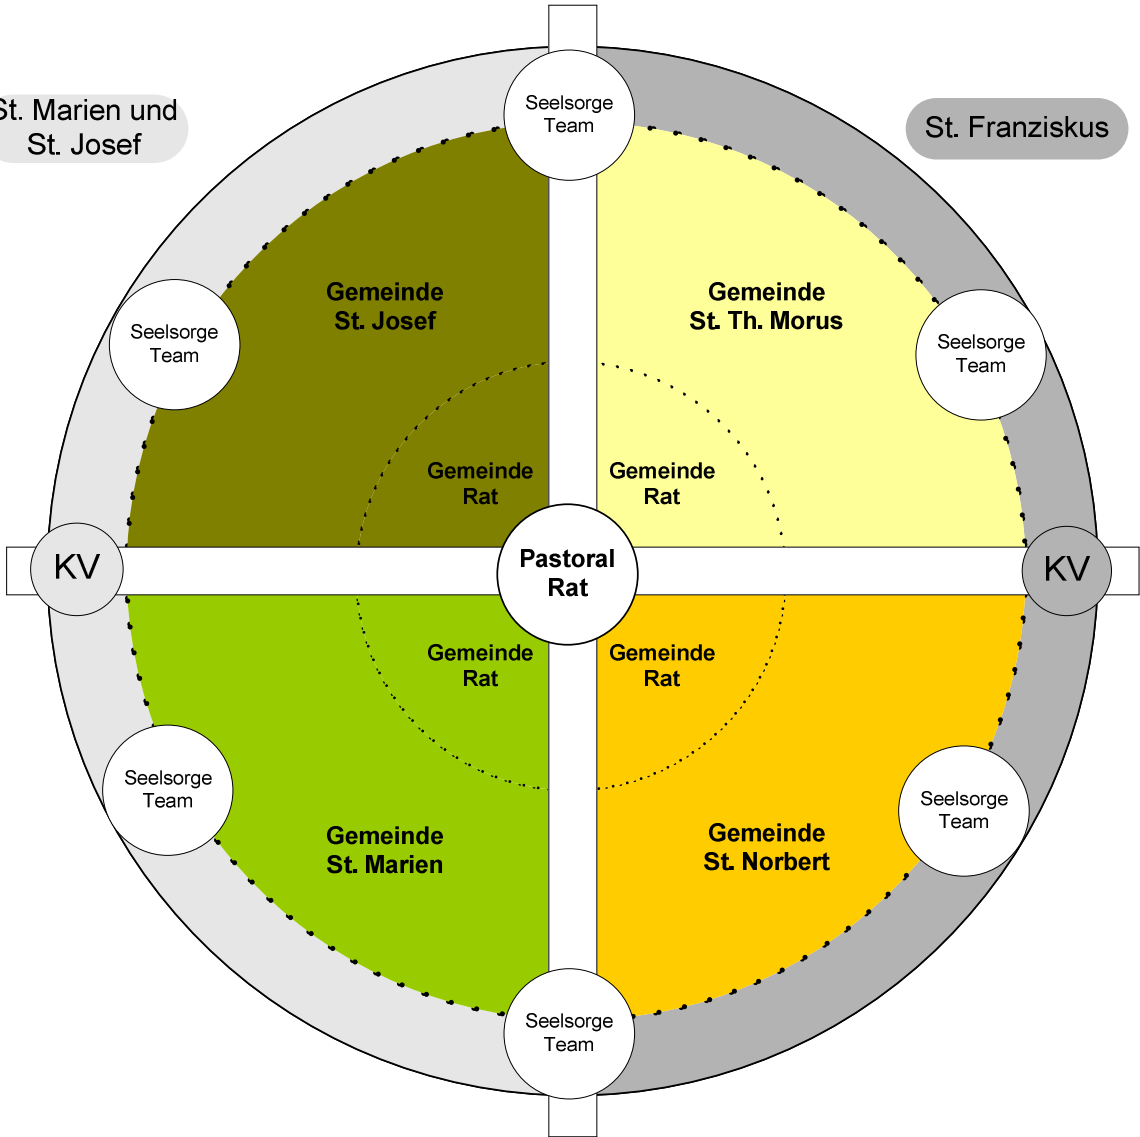 Seelsorge
Team
St. Marien und
St. Josef
St. Franziskus
Gemeinde
St. Josef
Gemeinde
St. Th. Morus
Seelsorge
Team
Seelsorge
Team
Gemeinde
Rat
Gemeinde
Rat
KV
Pastoral
Rat
KV
Gemeinde
Rat
Gemeinde
Rat
Seelsorge
Team
Seelsorge
Team
Gemeinde
St. Marien
Gemeinde
St. Norbert
Seelsorge
Team